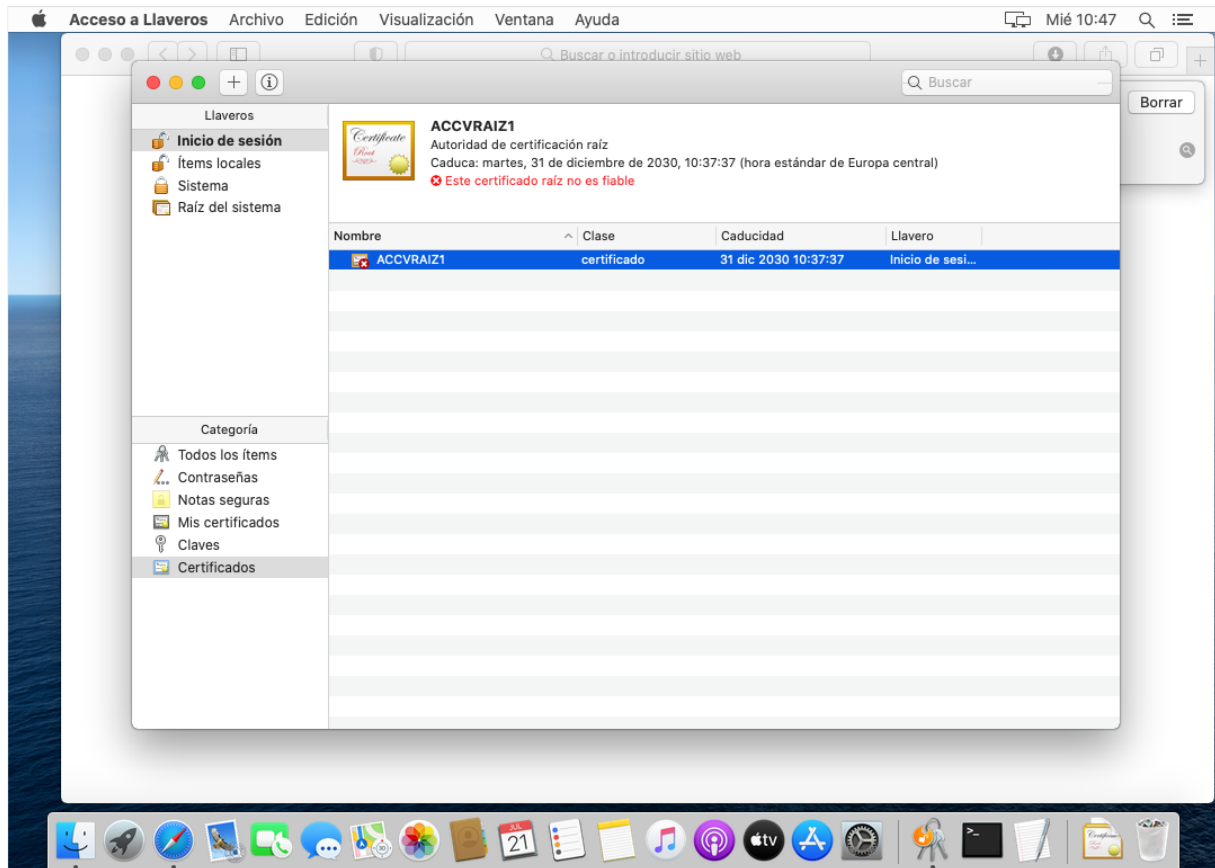 Acceso a Llaveros Archivo Edición Visualización Ventana Ayuda Mié 10:47
Buscar o introducir sitio web
Buscar
Borrar
Llaveros
Inicio de sesión
Ítems locales
Sistema
Raíz del sistema
Certificate
Root
ACCVRAIZ1
Autoridad de certificación raíz
Caduca: martes, 31 de diciembre de 2030, 10:37:37 (hora estándar de Europa central)
Este certificado raíz no es fiable
Nombre Clase Caducidad Llavero
ACCVRAIZ1 certificado 31 dic 2030 10:37:37 Inicio de sesi...
Categoría
Todos los ítems
Contraseñas
Notas seguras
Mis certificados
Claves
Certificados
JUL
21
tv